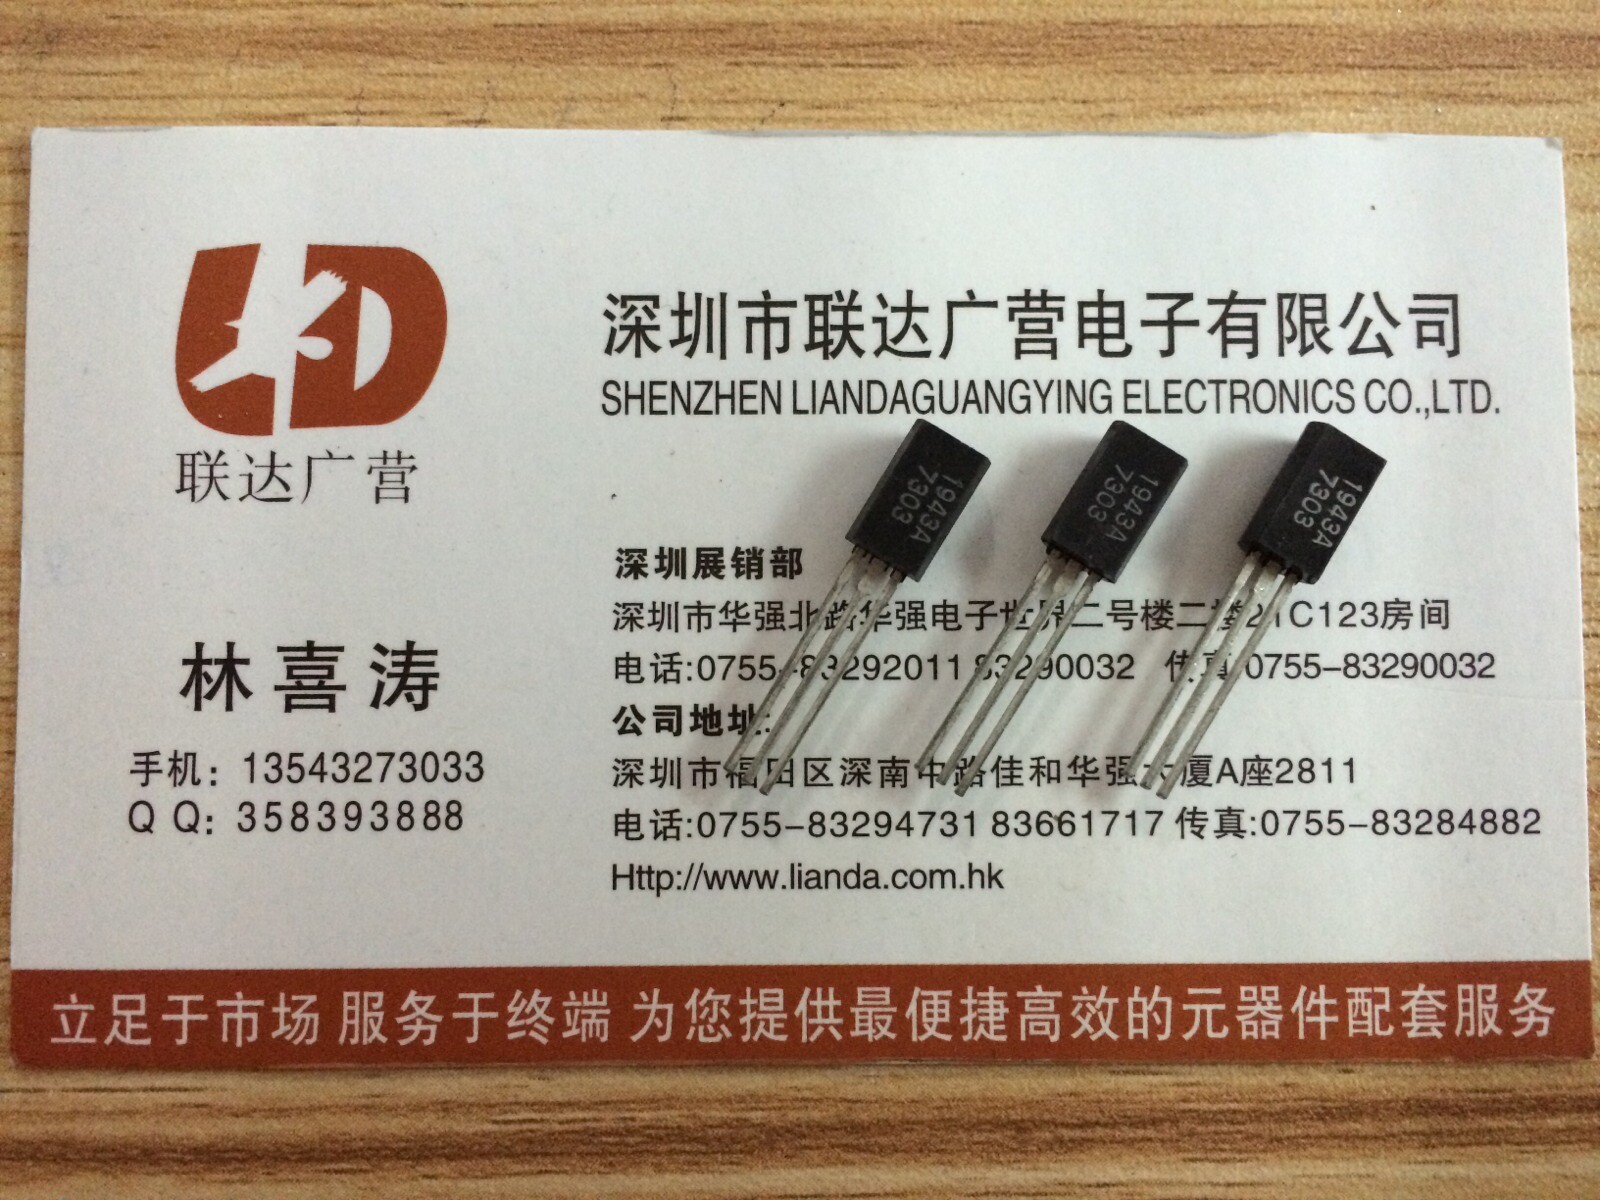 深圳市联达广营电子有限公司
SHENZHEN LIANDAGUANGYING ELECTRONICS CO.,LTD.
联达广营
林喜涛
手机：13543273033
Q Q：358393888
1943A
7303
1943A
7303
1943A
7303
深圳展销部
深圳市华强北路华强电子世界二号楼二楼21C123房间
电话:0755-83292011 83290032 传真:0755-83290032
公司地址:
深圳市福田区深南中路佳和华强大厦A座2811
电话:0755-83294731 83661717 传真:0755-83284882
Http://www.lianda.com.hk
立足于市场 服务于终端 为您提供最便捷高效的元器件配套服务